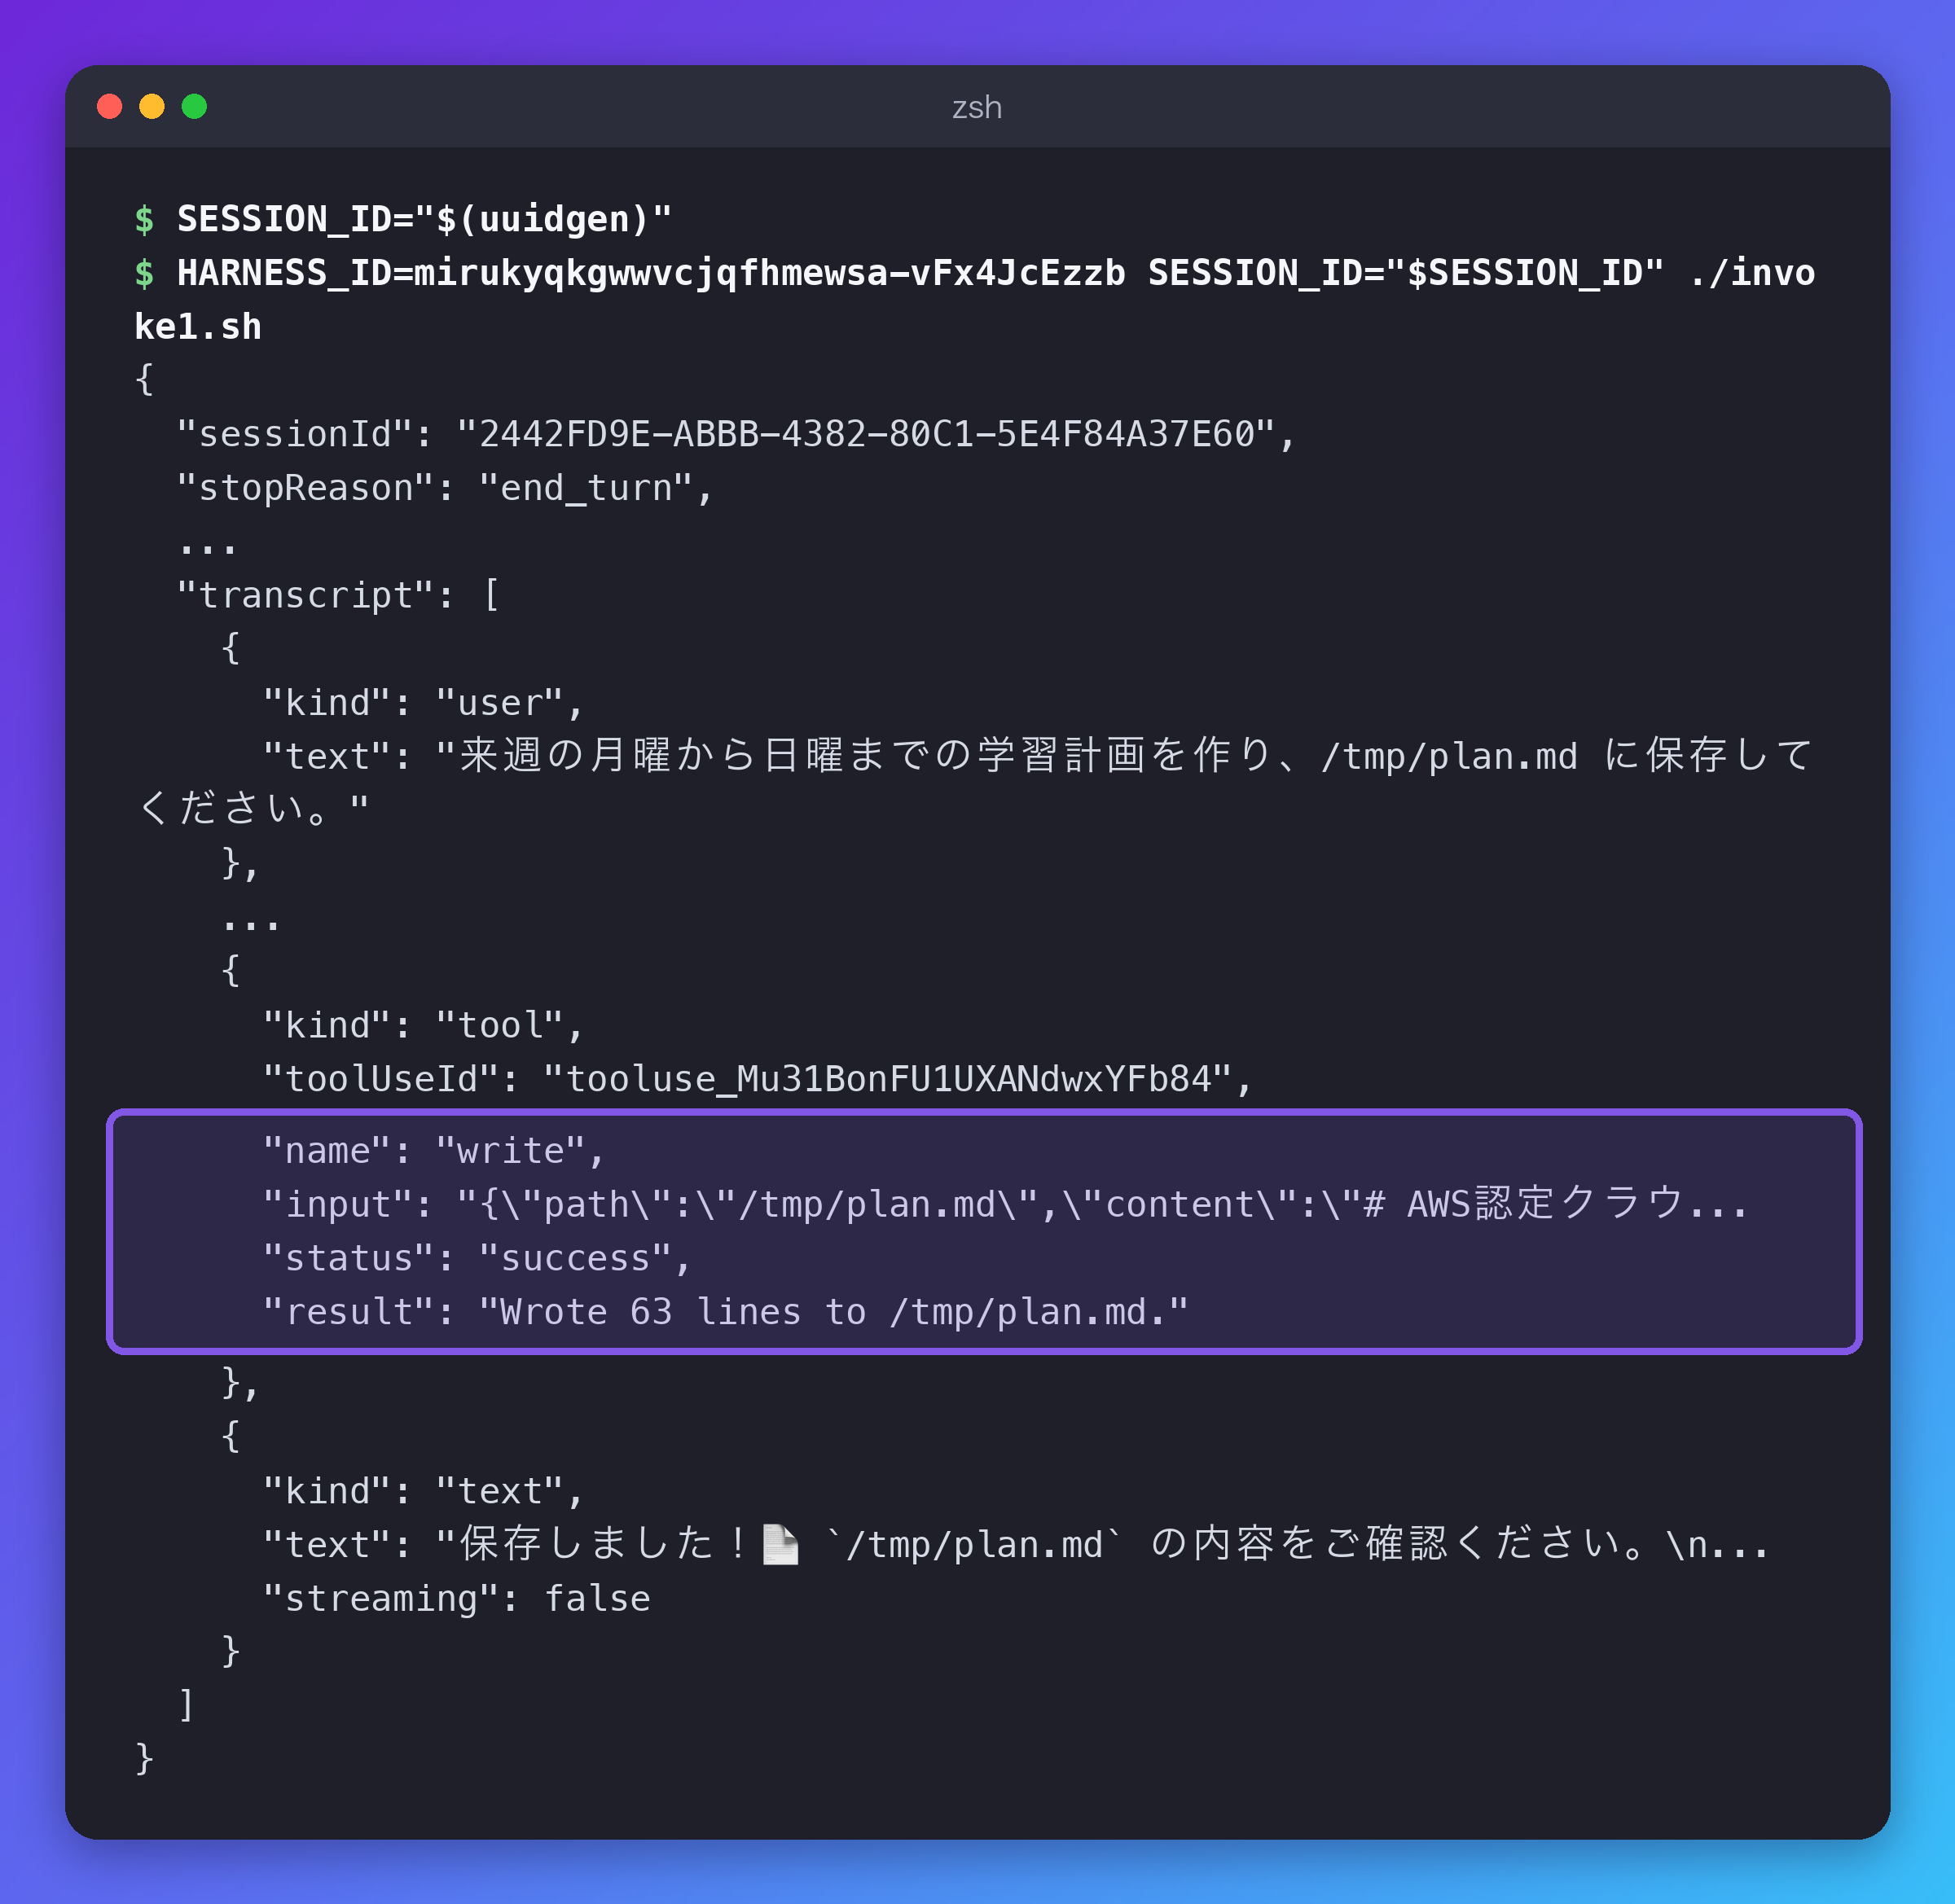 zsh
$ SESSION_ID="$(uuidgen)"
$ HARNESS_ID=mirukyqkgwwvcjqfhmewsa-vFx4JcEzzb SESSION_ID="$SESSION_ID" ./invo
ke1.sh
{
  "sessionId": "2442FD9E-ABBB-4382-80C1-5E4F84A37E60",
  "stopReason": "end_turn",
  ...
  "transcript": [
    {
      "kind": "user",
      "text": "来週の月曜から日曜までの学習計画を作り、/tmp/plan.md に保存して
ください。"
    },
    ...
    {
      "kind": "tool",
      "toolUseId": "tooluse_Mu31BonFU1UXANdwxYFb84",
      "name": "write",
      "input": "{\"path\":\"/tmp/plan.md\",\"content\":\"# AWS認定クラウ...
      "status": "success",
      "result": "Wrote 63 lines to /tmp/plan.md."
    },
    {
      "kind": "text",
      "text": "保存しました！📄 `/tmp/plan.md` の内容をご確認ください。\n...
      "streaming": false
    }
  ]
}